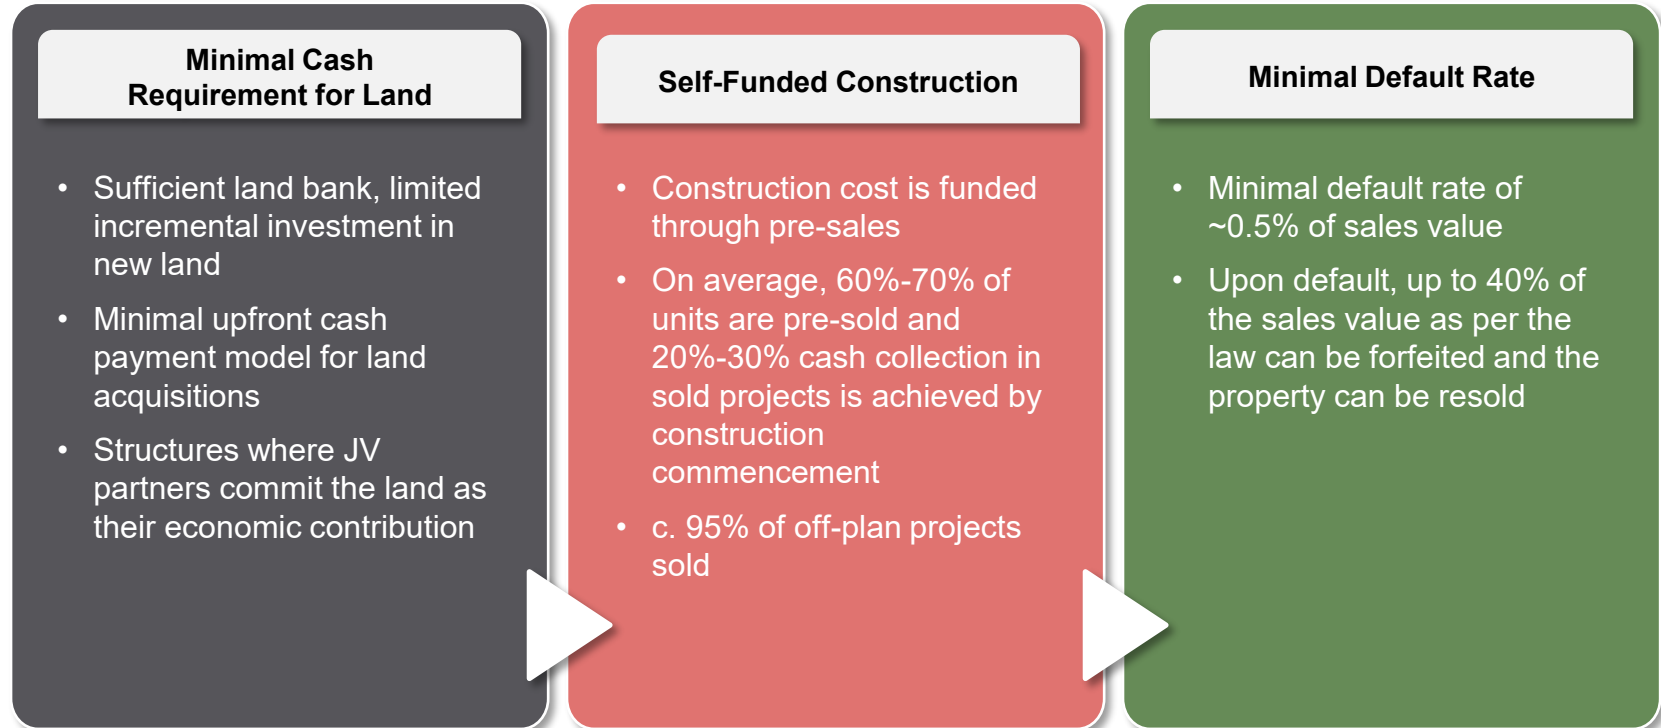 Minimal Cash
Requirement for Land
• Sufficient land bank, limited
incremental investment in
new land
• Minimal upfront cash
payment model for land
acquisitions
• Structures where JV
partners commit the land as
their economic contribution
Self-Funded Construction
• Construction cost is funded
through pre-sales
• On average, 60%-70% of
units are pre-sold and
20%-30% cash collection in
sold projects is achieved by
construction
commencement
• c. 95% of off-plan projects
sold
Minimal Default Rate
• Minimal default rate of
~0.5% of sales value
• Upon default, up to 40% of
the sales value as per the
law can be forfeited and the
property can be resold